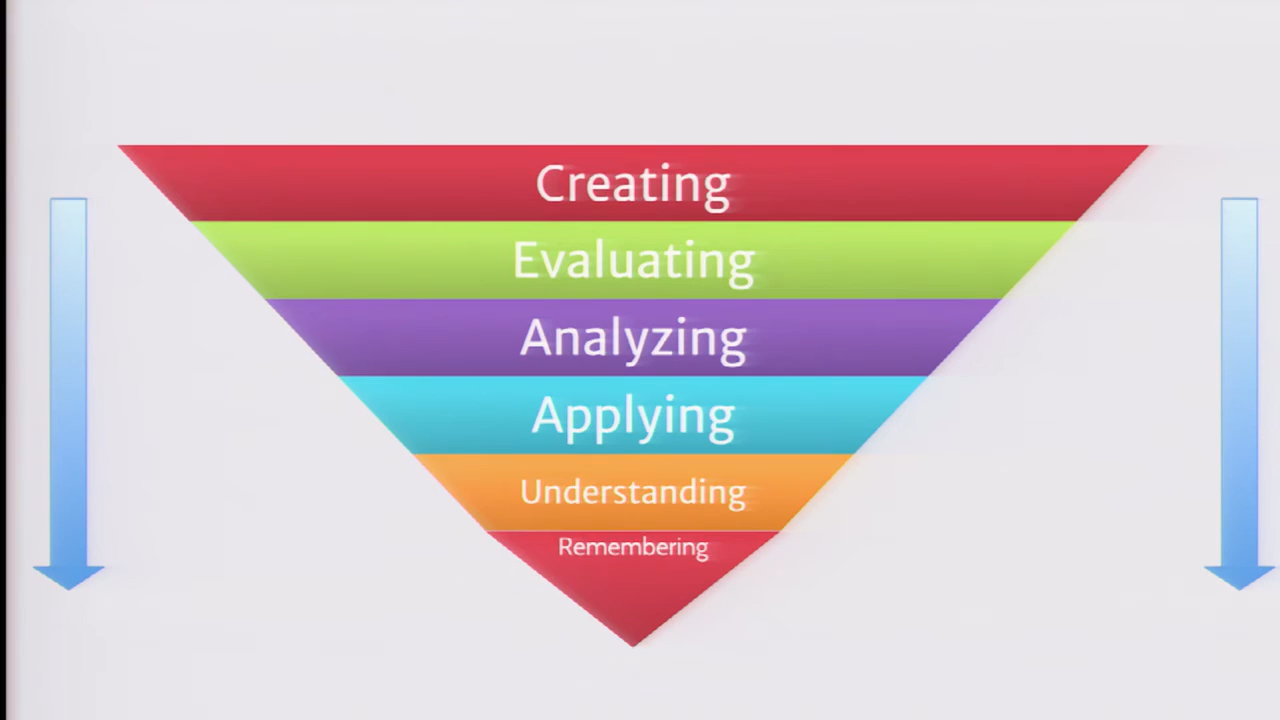 Creating
Evaluating
Analyzing
Applying
Understanding
Remembering